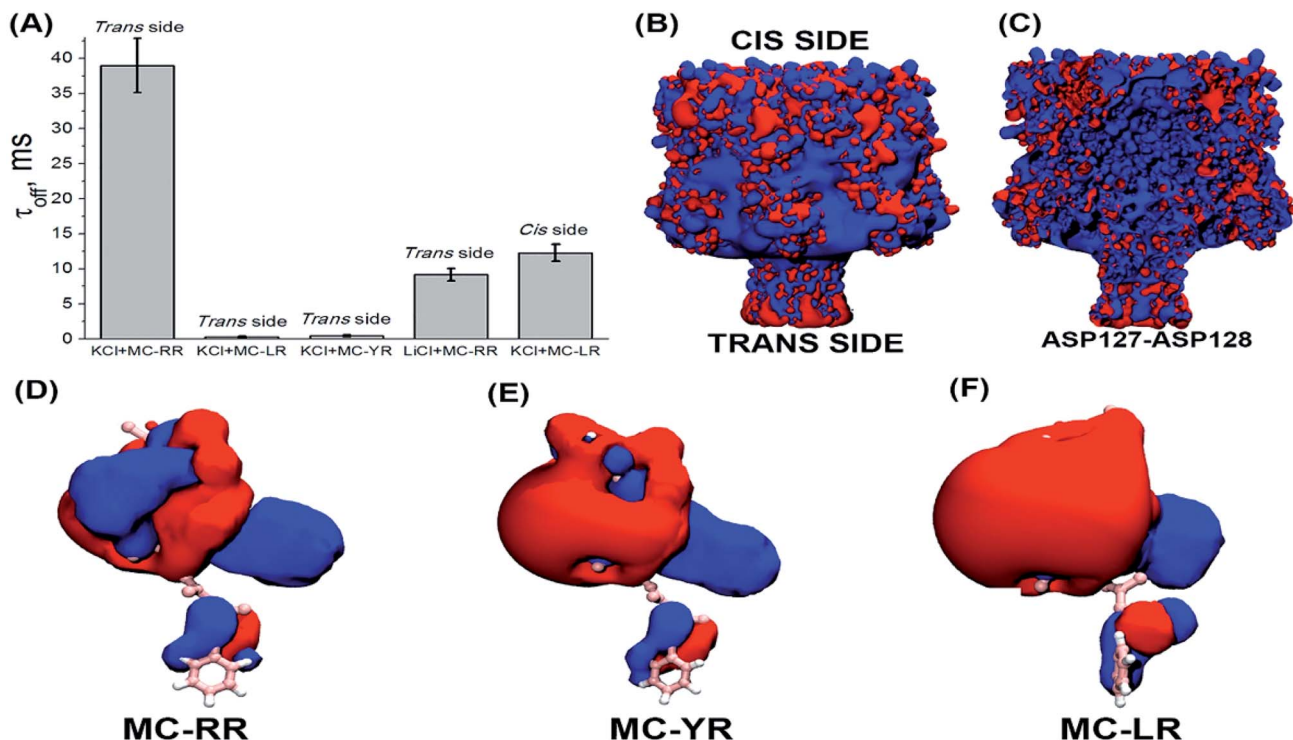 (A)
τoff, ms
40
35
30
25
20
15
10
5
0
Trans side
Trans side
Trans side
Trans side
Cis side
KCl+MC-RR
KCl+MC-LR
KCl+MC-YR
LiCl+MC-RR
KCl+MC-LR
(B)
CIS SIDE
TRANS SIDE
(C)
ASP127-ASP128
(D)
MC-RR
(E)
MC-YR
(F)
MC-LR